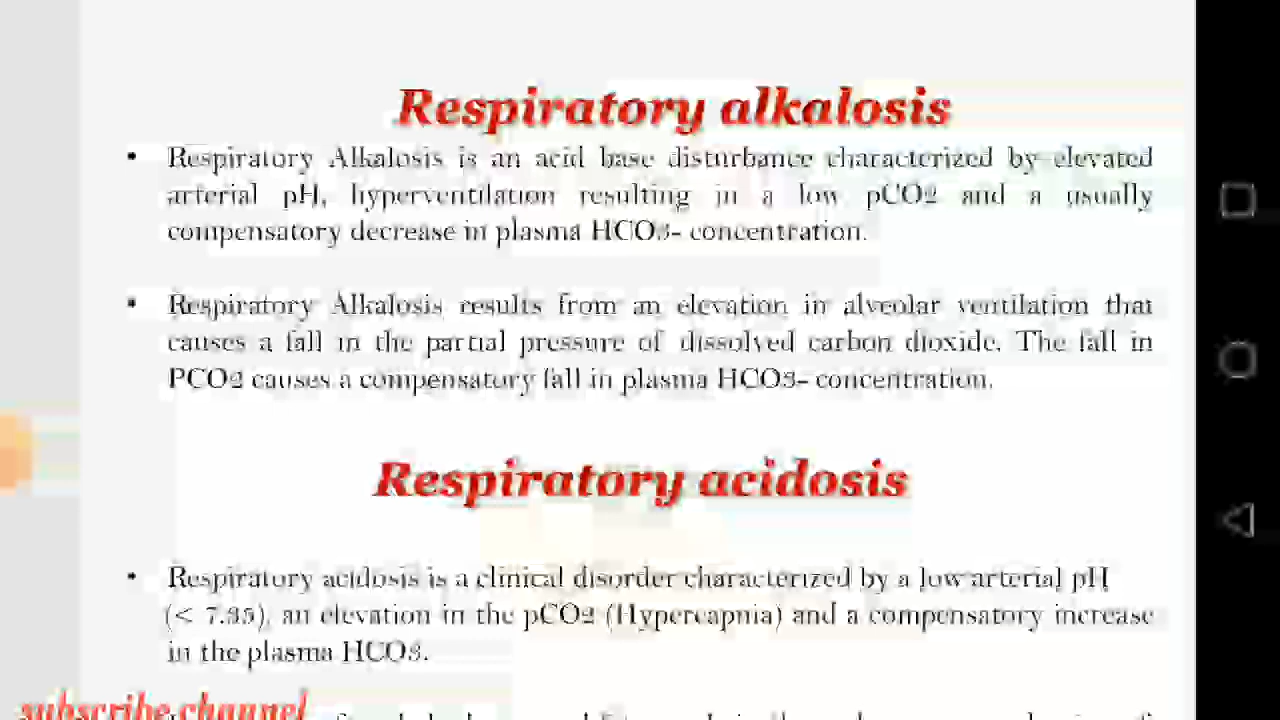 Respiratory alkalosis
• Respiratory Alkalosis is an acid base disturbance characterized by elevated
arterial pH, hyperventilation resulting in a low pCO2 and a usually
compensatory decrease in plasma HCO3- concentration.
• Respiratory Alkalosis results from an elevation in alveolar ventilation that
causes a fall in the partial pressure of dissolved carbon dioxide. The fall in
PCO2 causes a compensatory fall in plasma HCO3- concentration.
Respiratory acidosis
• Respiratory acidosis is a clinical disorder characterized by a low arterial pH
(< 7.35), an elevation in the pCO2 (Hypercapnia) and a compensatory increase
in the plasma HCO3.
subscribe channel